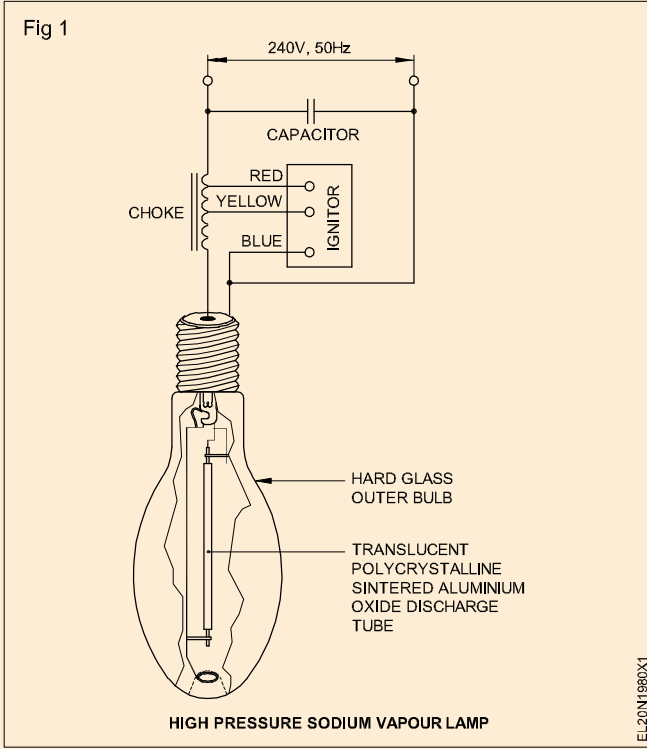 Fig 1
240V, 50Hz
CAPACITOR
RED
YELLOW
CHOKE
BLUE
IGNITOR
HARD GLASS
OUTER BULB
TRANSLUCENT
POLYCRYSTALLINE
SINTERED ALUMINIUM
OXIDE DISCHARGE
TUBE
HIGH PRESSURE SODIUM VAPOUR LAMP
EL20N1980X1